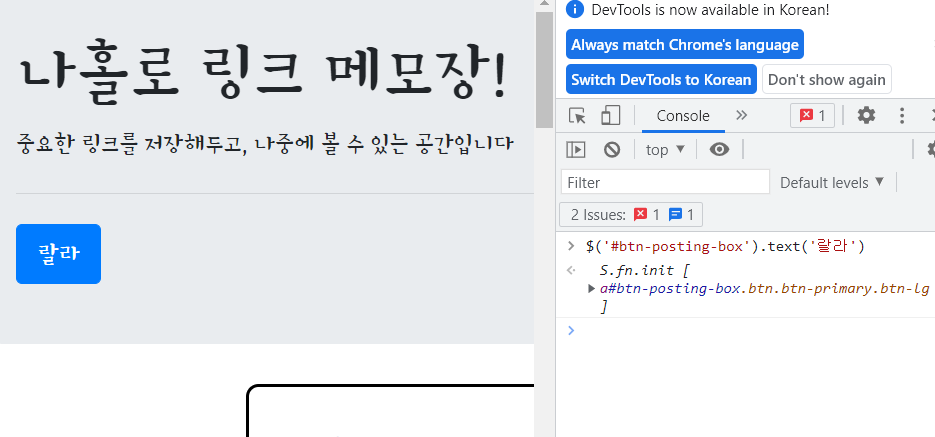 나홀로 링크 메모장!
중요한 링크를 저장해두고, 나중에 볼 수 있는 공간입니다
랄라
DevTools is now available in Korean!
Always match Chrome's language
Switch DevTools to Korean
Don't show again
Console
1
top
Filter
Default levels
2 Issues: 1 1
$('#btn-posting-box').text('랄라')
S.fn.init [
a#btn-posting-box.btn.btn-primary.btn-lg
]